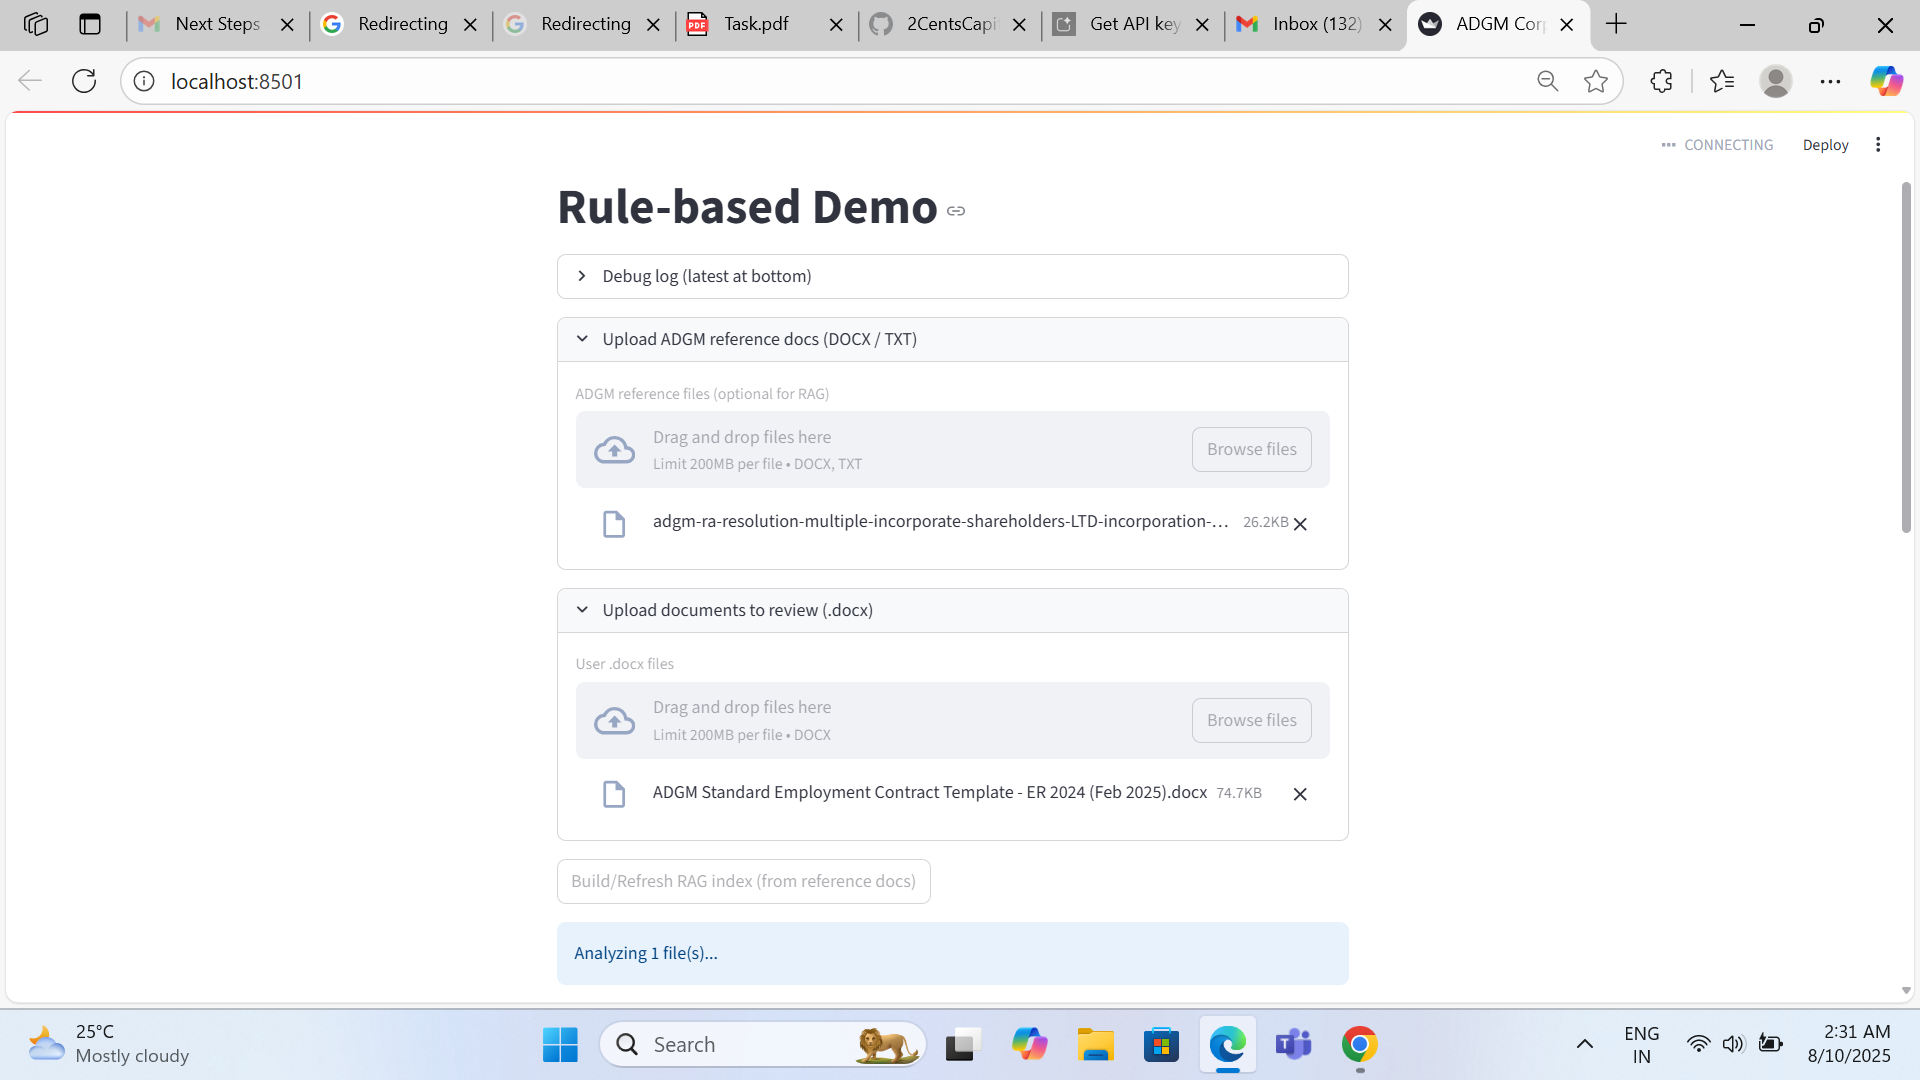 Next Steps
Redirecting
Redirecting
PDF
Task.pdf
2CentsCapi
Get API key
Inbox (132)
ADGM Corp
localhost:8501
CONNECTING
Deploy
Rule-based Demo
Debug log (latest at bottom)
Upload ADGM reference docs (DOCX / TXT)
ADGM reference files (optional for RAG)
Drag and drop files here
Limit 200MB per file • DOCX, TXT
Browse files
adgm-ra-resolution-multiple-incorporate-shareholders-LTD-incorporation-... 26.2KB
Upload documents to review (.docx)
User .docx files
Drag and drop files here
Limit 200MB per file • DOCX
Browse files
ADGM Standard Employment Contract Template - ER 2024 (Feb 2025).docx 74.7KB
Build/Refresh RAG index (from reference docs)
Analyzing 1 file(s)...
25°C
Mostly cloudy
Search
ENG
IN
2:31 AM
8/10/2025